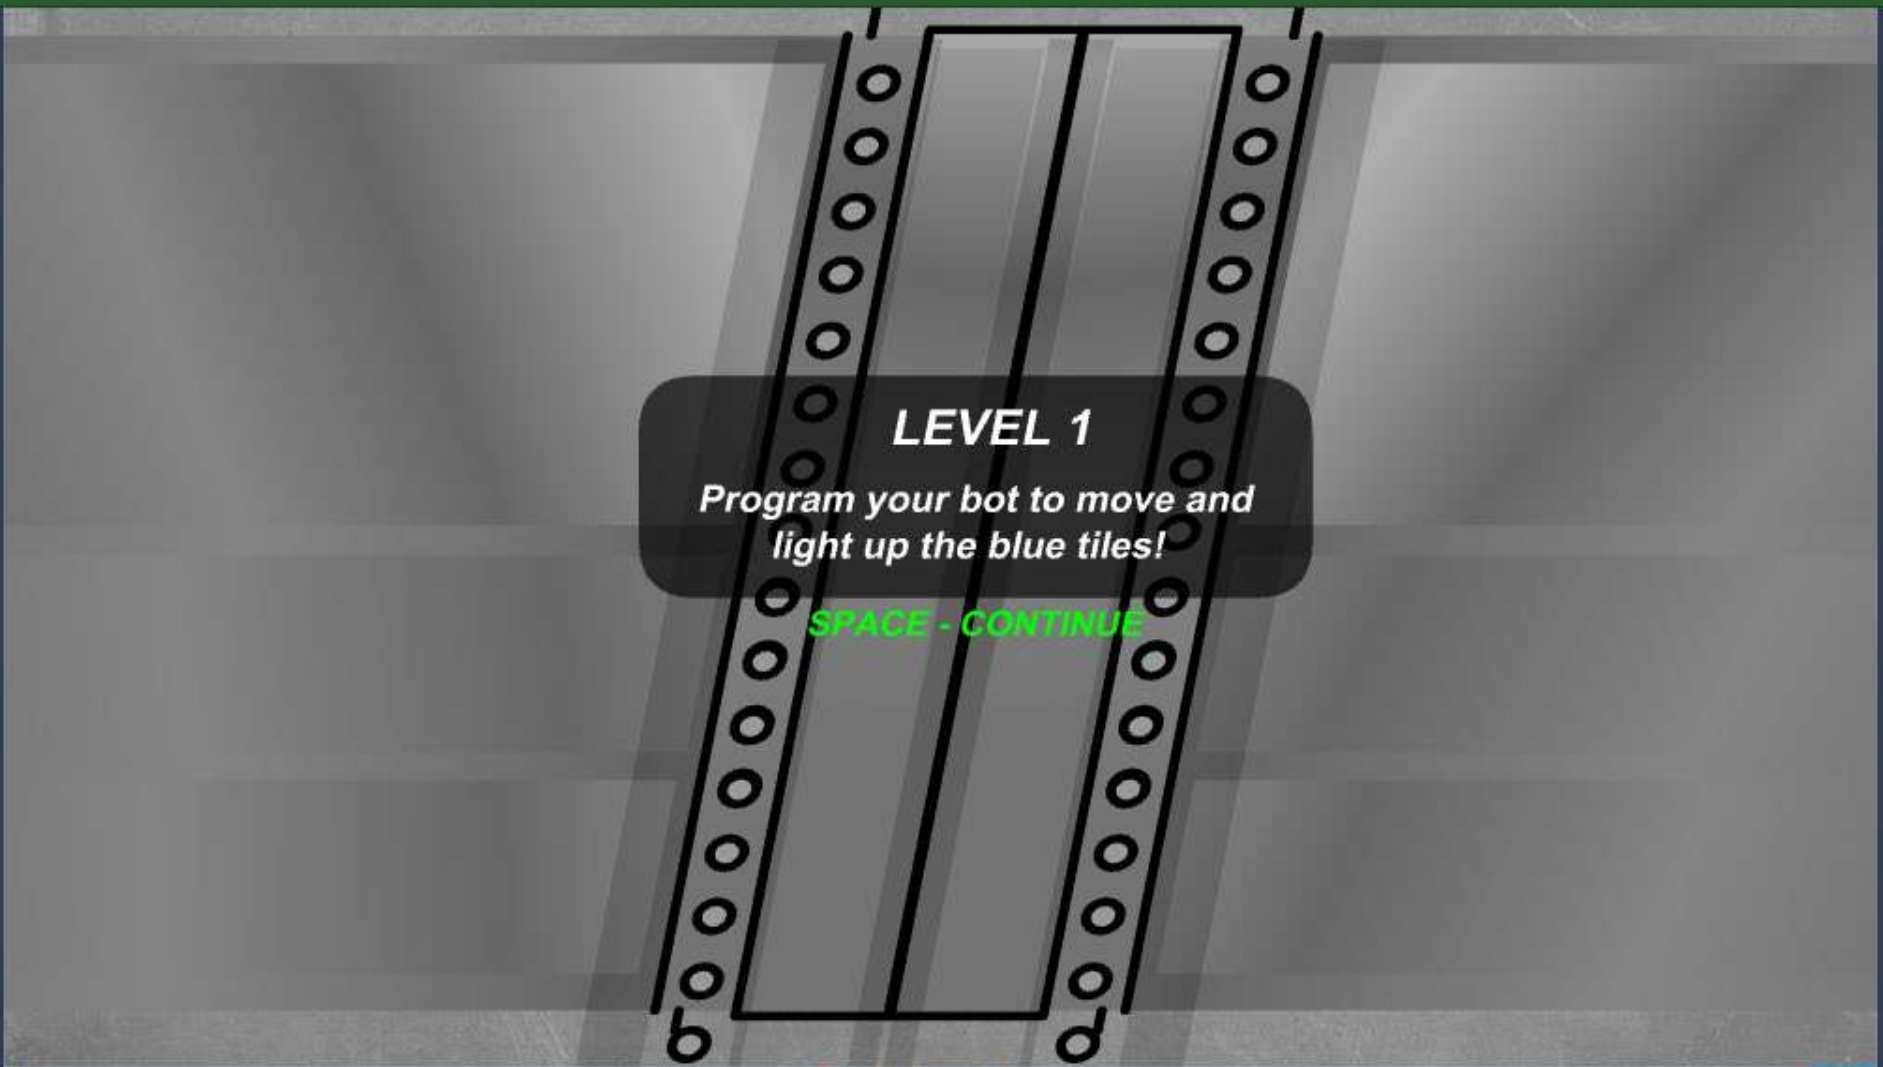 LEVEL 1
Program your bot to move and
light up the blue tiles!
SPACE - CONTINUE